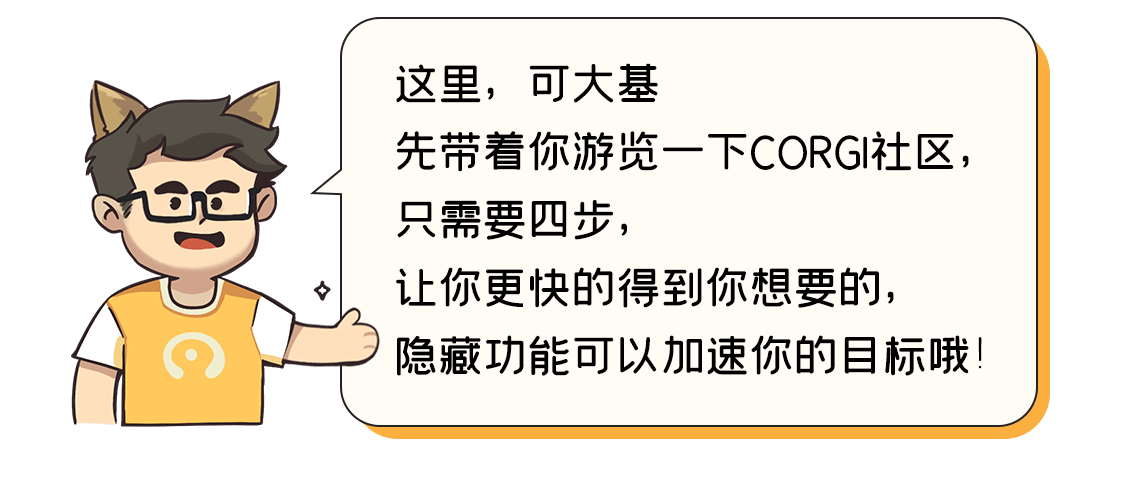 这里，可大基
先带着你游览一下CORGI社区，
只需要四步，
让你更快的得到你想要的，
隐藏功能可以加速你的目标哦！